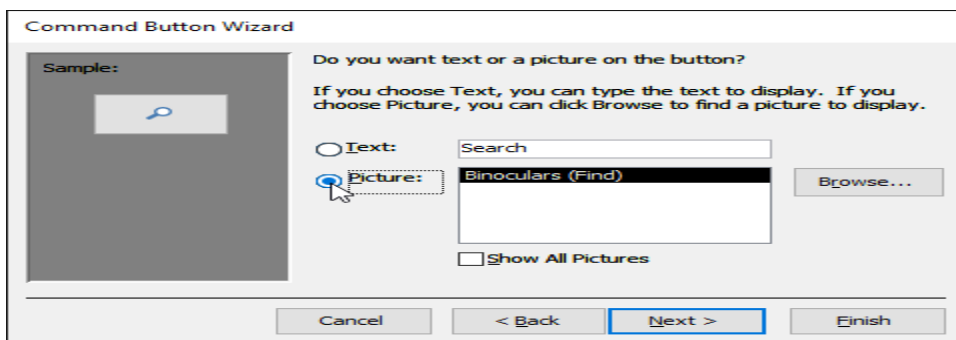 Command Button Wizard
Sample:
Do you want text or a picture on the button?
If you choose Text, you can type the text to display.  If you
choose Picture, you can click Browse to find a picture to display.
Text:
Search
Picture:
Binoculars (Find)
Browse...
Show All Pictures
Cancel
< Back
Next >
Finish